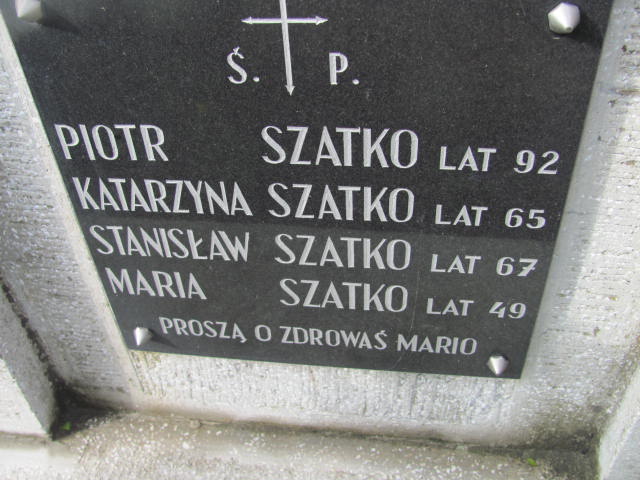 Ś. P.
PIOTR SZATKO LAT 92
KATARZYNA SZATKO LAT 65
STANISŁAW SZATKO LAT 67
MARIA SZATKO LAT 49
PROSZĄ O ZDROWAŚ MARIO